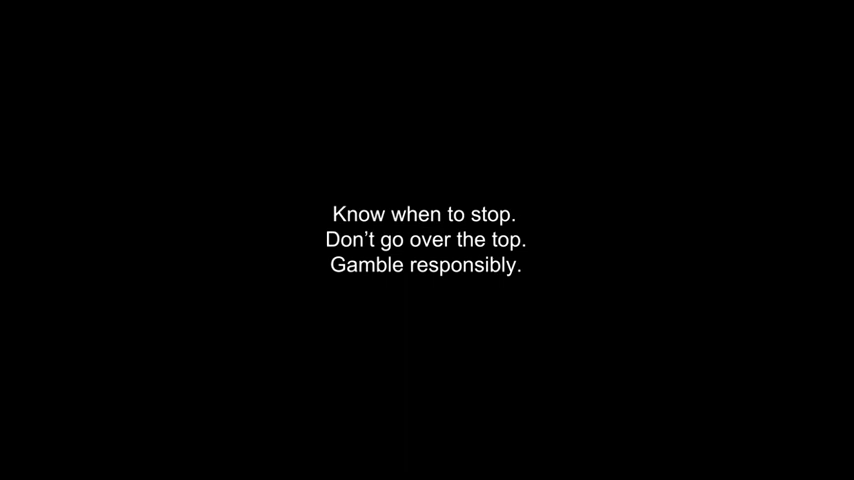 Know when to stop.
Don’t go over the top.
Gamble responsibly.